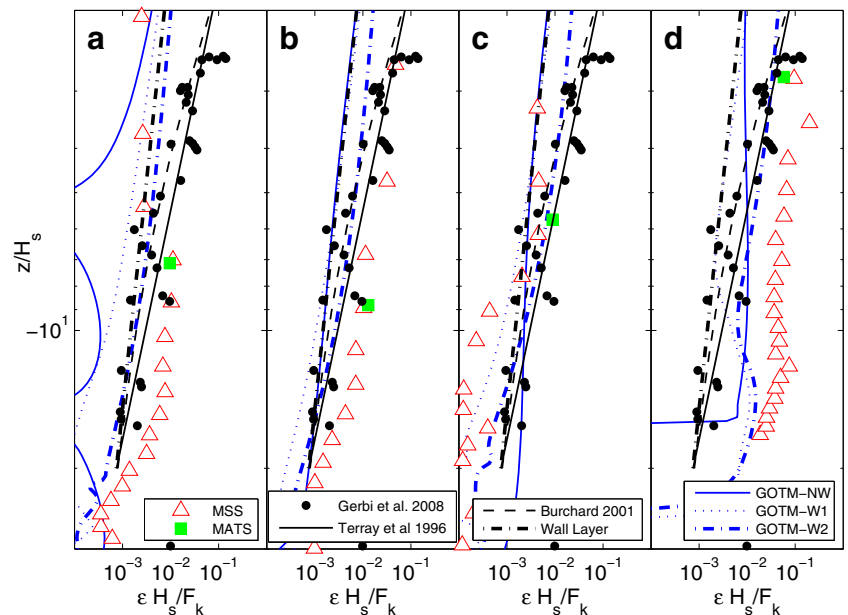 a
b
c
d
z/H_s
−10^1
MSS
MATS
Gerbi et al. 2008
Terray et al 1996
Burchard 2001
Wall Layer
GOTM−NW
GOTM−W1
GOTM−W2
10^−3 10^−2 10^−1
10^−3 10^−2 10^−1
10^−3 10^−2 10^−1
10^−3 10^−2 10^−1
ε H_s/F_k
ε H_s/F_k
ε H_s/F_k
ε H_s/F_k